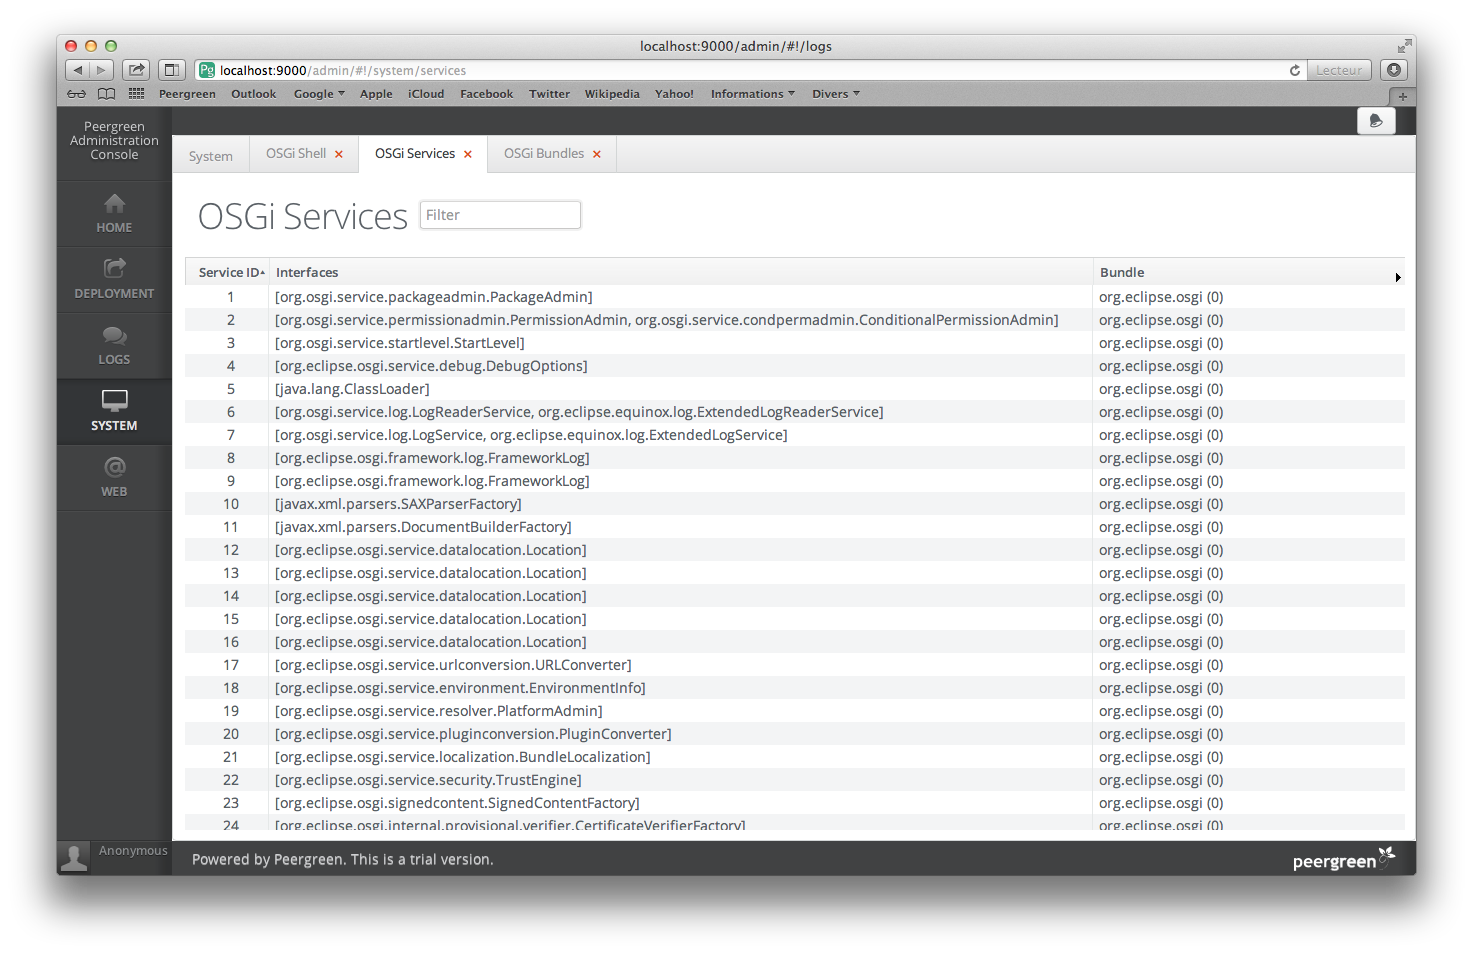 localhost:9000/admin/#!/logs
Pg localhost:9000/admin/#!/system/services Lecteur
Peergreen Outlook Google Apple iCloud Facebook Twitter Wikipedia Yahoo! Informations Divers
Peergreen
Administration
Console
System OSGi Shell OSGi Services OSGi Bundles
HOME
DEPLOYMENT
LOGS
SYSTEM
WEB
OSGi Services Filter
Service ID Interfaces Bundle
1 [org.osgi.service.packageadmin.PackageAdmin] org.eclipse.osgi (0)
2 [org.osgi.service.permissionadmin.PermissionAdmin, org.osgi.service.condpermadmin.ConditionalPermissionAdmin] org.eclipse.osgi (0)
3 [org.osgi.service.startlevel.StartLevel] org.eclipse.osgi (0)
4 [org.eclipse.osgi.service.debug.DebugOptions] org.eclipse.osgi (0)
5 [java.lang.ClassLoader] org.eclipse.osgi (0)
6 [org.osgi.service.log.LogReaderService, org.eclipse.equinox.log.ExtendedLogReaderService] org.eclipse.osgi (0)
7 [org.osgi.service.log.LogService, org.eclipse.equinox.log.ExtendedLogService] org.eclipse.osgi (0)
8 [org.eclipse.osgi.framework.log.FrameworkLog] org.eclipse.osgi (0)
9 [org.eclipse.osgi.framework.log.FrameworkLog] org.eclipse.osgi (0)
10 [javax.xml.parsers.SAXParserFactory] org.eclipse.osgi (0)
11 [javax.xml.parsers.DocumentBuilderFactory] org.eclipse.osgi (0)
12 [org.eclipse.osgi.service.datalocation.Location] org.eclipse.osgi (0)
13 [org.eclipse.osgi.service.datalocation.Location] org.eclipse.osgi (0)
14 [org.eclipse.osgi.service.datalocation.Location] org.eclipse.osgi (0)
15 [org.eclipse.osgi.service.datalocation.Location] org.eclipse.osgi (0)
16 [org.eclipse.osgi.service.datalocation.Location] org.eclipse.osgi (0)
17 [org.eclipse.osgi.service.urlconversion.URLConverter] org.eclipse.osgi (0)
18 [org.eclipse.osgi.service.environment.EnvironmentInfo] org.eclipse.osgi (0)
19 [org.eclipse.osgi.service.resolver.PlatformAdmin] org.eclipse.osgi (0)
20 [org.eclipse.osgi.service.pluginconversion.PluginConverter] org.eclipse.osgi (0)
21 [org.eclipse.osgi.service.localization.BundleLocalization] org.eclipse.osgi (0)
22 [org.eclipse.osgi.service.security.TrustEngine] org.eclipse.osgi (0)
23 [org.eclipse.osgi.signedcontent.SignedContentFactory] org.eclipse.osgi (0)
24 [org.eclipse.osgi.internal.provisional.verifier.CertificateVerifierFactory] org.eclipse.osgi (0)
Anonymous
Powered by Peergreen. This is a trial version. peergreen